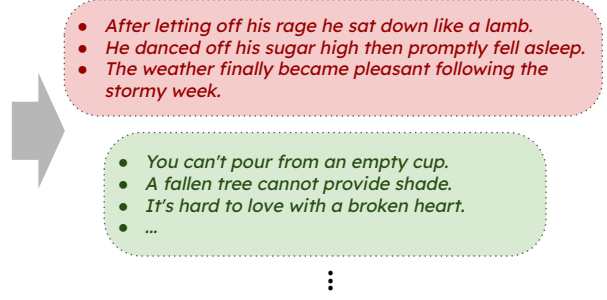 ● After letting off his rage he sat down like a lamb.
● He danced off his sugar high then promptly fell asleep.
● The weather finally became pleasant following the
stormy week.
● You can't pour from an empty cup.
● A fallen tree cannot provide shade.
● It's hard to love with a broken heart.
● ...
⋮